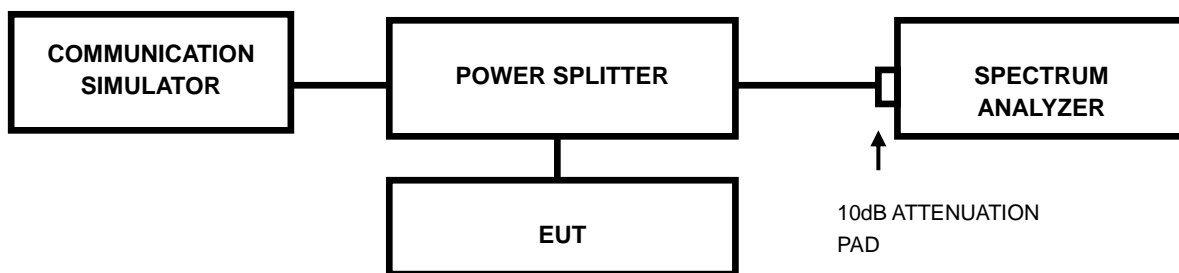 COMMUNICATION
SIMULATOR
POWER SPLITTER
SPECTRUM
ANALYZER
EUT
10dB ATTENUATION
PAD